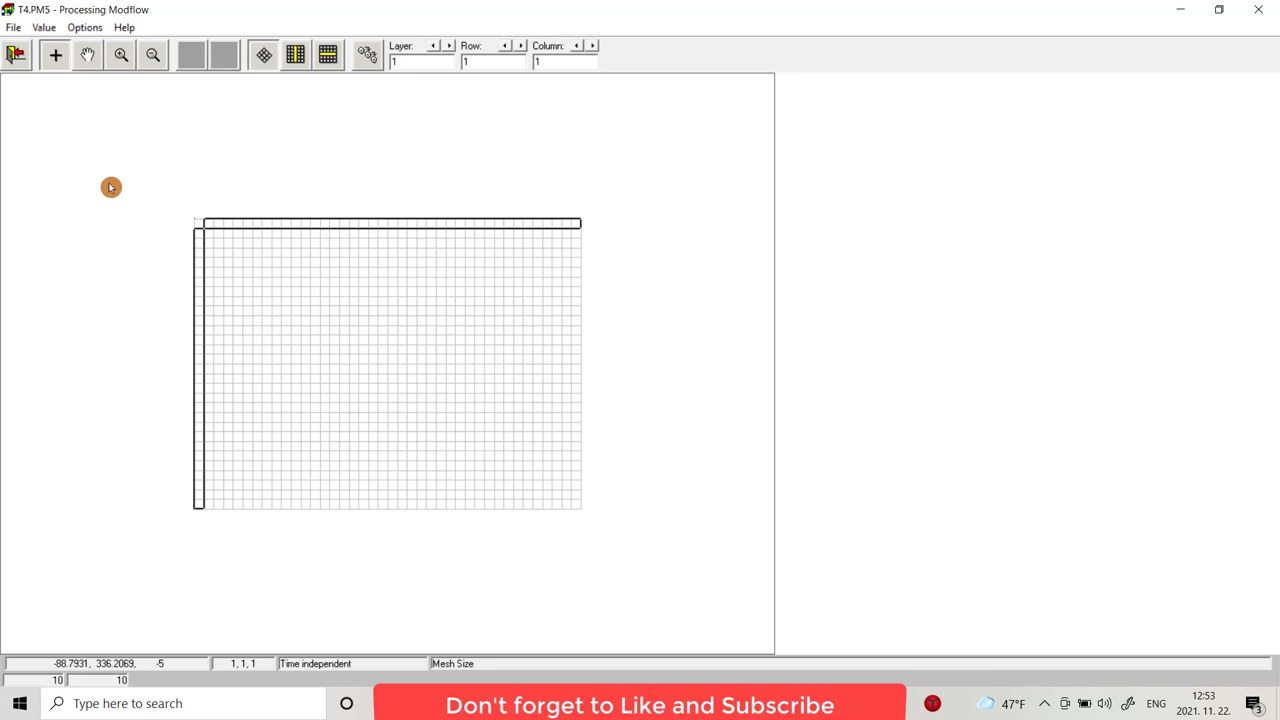 T4.PM5 - Processing Modflow
File Value Options Help
Layer: Row: Column:
1 1 1
-88.7931, 336.2069, -5 1, 1, 1 Time independent Mesh Size
10 10
Type here to search
Don't forget to Like and Subscribe
47°F ENG
12:53
2021. 11. 22.
3